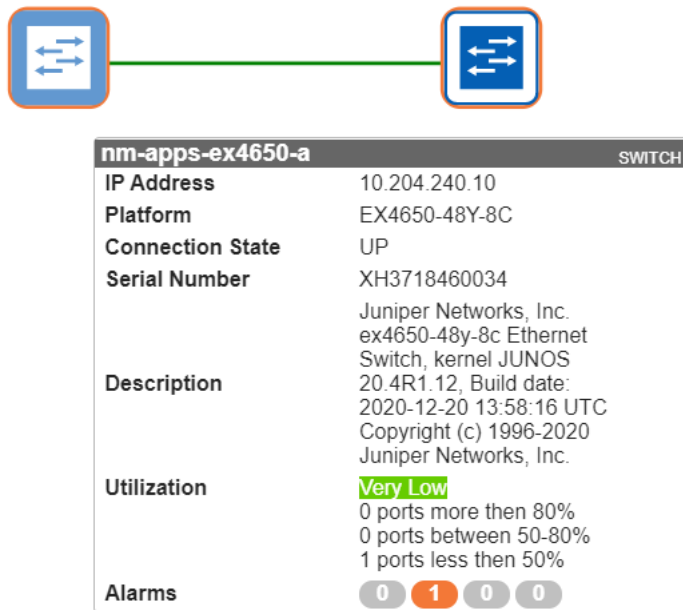 nm-apps-ex4650-a SWITCH
IP Address 10.204.240.10
Platform EX4650-48Y-8C
Connection State UP
Serial Number XH3718460034
Juniper Networks, Inc.
ex4650-48y-8c Ethernet
Switch, kernel JUNOS
Description 20.4R1.12, Build date:
2020-12-20 13:58:16 UTC
Copyright (c) 1996-2020
Juniper Networks, Inc.
Utilization Very Low
0 ports more then 80%
0 ports between 50-80%
1 ports less then 50%
Alarms 0 1 0 0